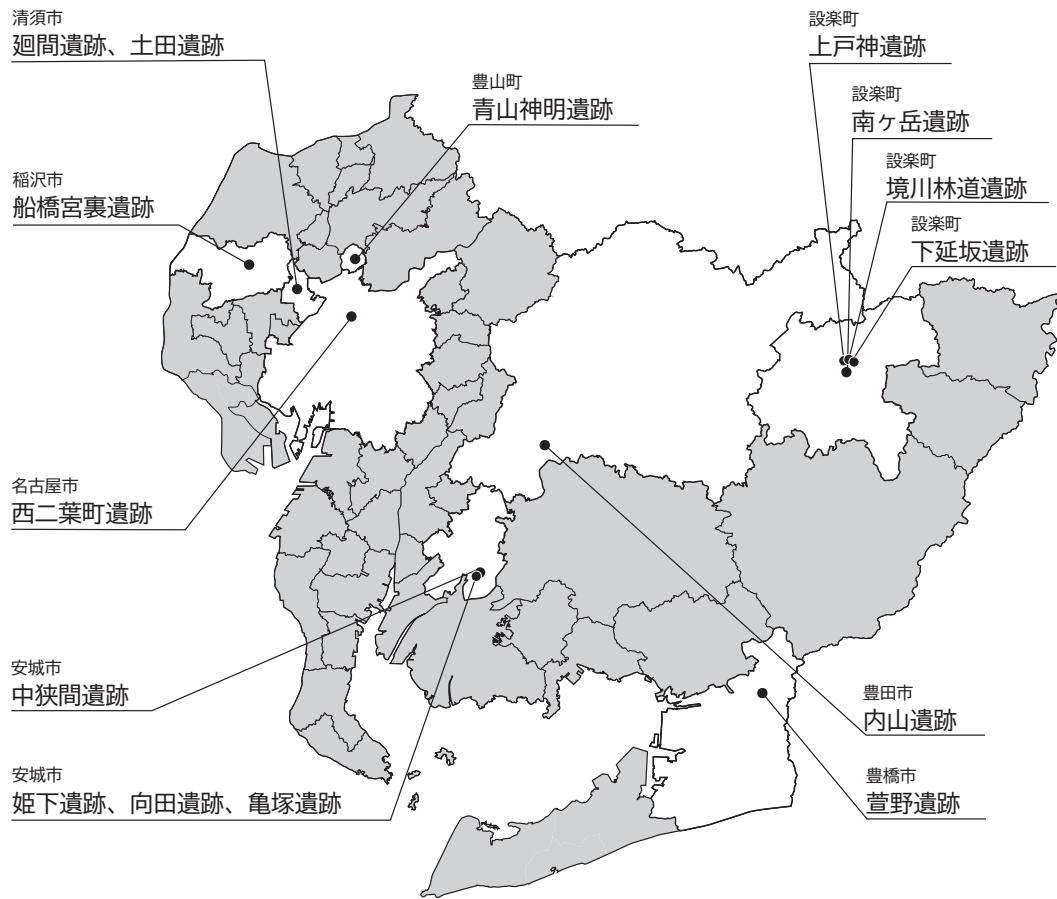 清須市
廻間遺跡、土田遺跡
豊山町
青山神明遺跡
稲沢市
船橋宮裏遺跡
名古屋市
西二葉町遺跡
安城市
中狭間遺跡
安城市
姫下遺跡、向田遺跡、亀塚遺跡
設楽町
上戸神遺跡
設楽町
南ヶ岳遺跡
設楽町
境川林道遺跡
設楽町
下延坂遺跡
豊田市
内山遺跡
豊橋市
萱野遺跡